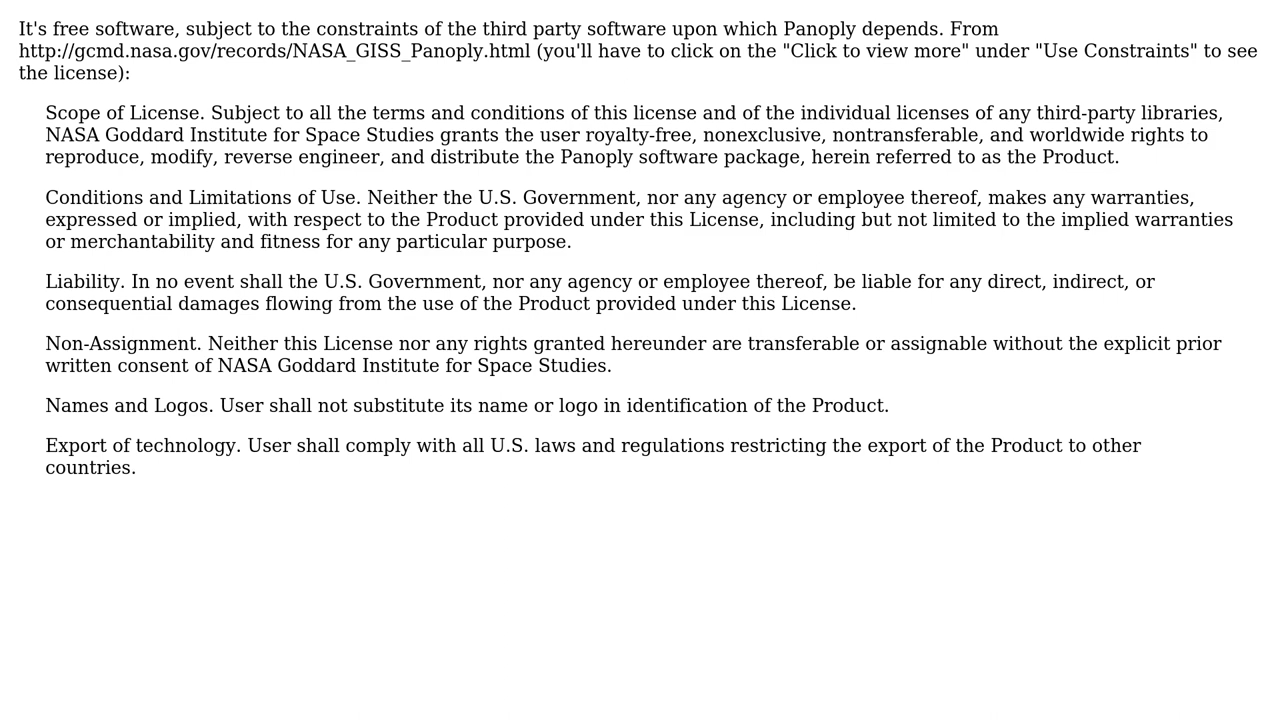 It's free software, subject to the constraints of the third party software upon which Panoply depends. From
http://gcmd.nasa.gov/records/NASA_GISS_Panoply.html (you'll have to click on the "Click to view more" under "Use Constraints" to see
the license):
Scope of License. Subject to all the terms and conditions of this license and of the individual licenses of any third-party libraries,
NASA Goddard Institute for Space Studies grants the user royalty-free, nonexclusive, nontransferable, and worldwide rights to
reproduce, modify, reverse engineer, and distribute the Panoply software package, herein referred to as the Product.
Conditions and Limitations of Use. Neither the U.S. Government, nor any agency or employee thereof, makes any warranties,
expressed or implied, with respect to the Product provided under this License, including but not limited to the implied warranties
or merchantability and fitness for any particular purpose.
Liability. In no event shall the U.S. Government, nor any agency or employee thereof, be liable for any direct, indirect, or
consequential damages flowing from the use of the Product provided under this License.
Non-Assignment. Neither this License nor any rights granted hereunder are transferable or assignable without the explicit prior
written consent of NASA Goddard Institute for Space Studies.
Names and Logos. User shall not substitute its name or logo in identification of the Product.
Export of technology. User shall comply with all U.S. laws and regulations restricting the export of the Product to other
countries.